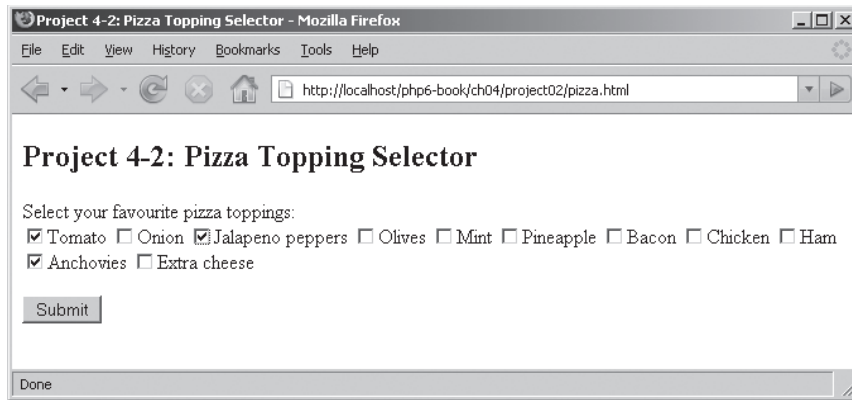 Project 4-2: Pizza Topping Selector - Mozilla Firefox
File Edit View History Bookmarks Tools Help
http://localhost/php6-book/ch04/project02/pizza.html
Project 4-2: Pizza Topping Selector
Select your favourite pizza toppings:
Tomato Onion Jalapeno peppers Olives Mint Pineapple Bacon Chicken Ham
Anchovies Extra cheese
Submit
Done